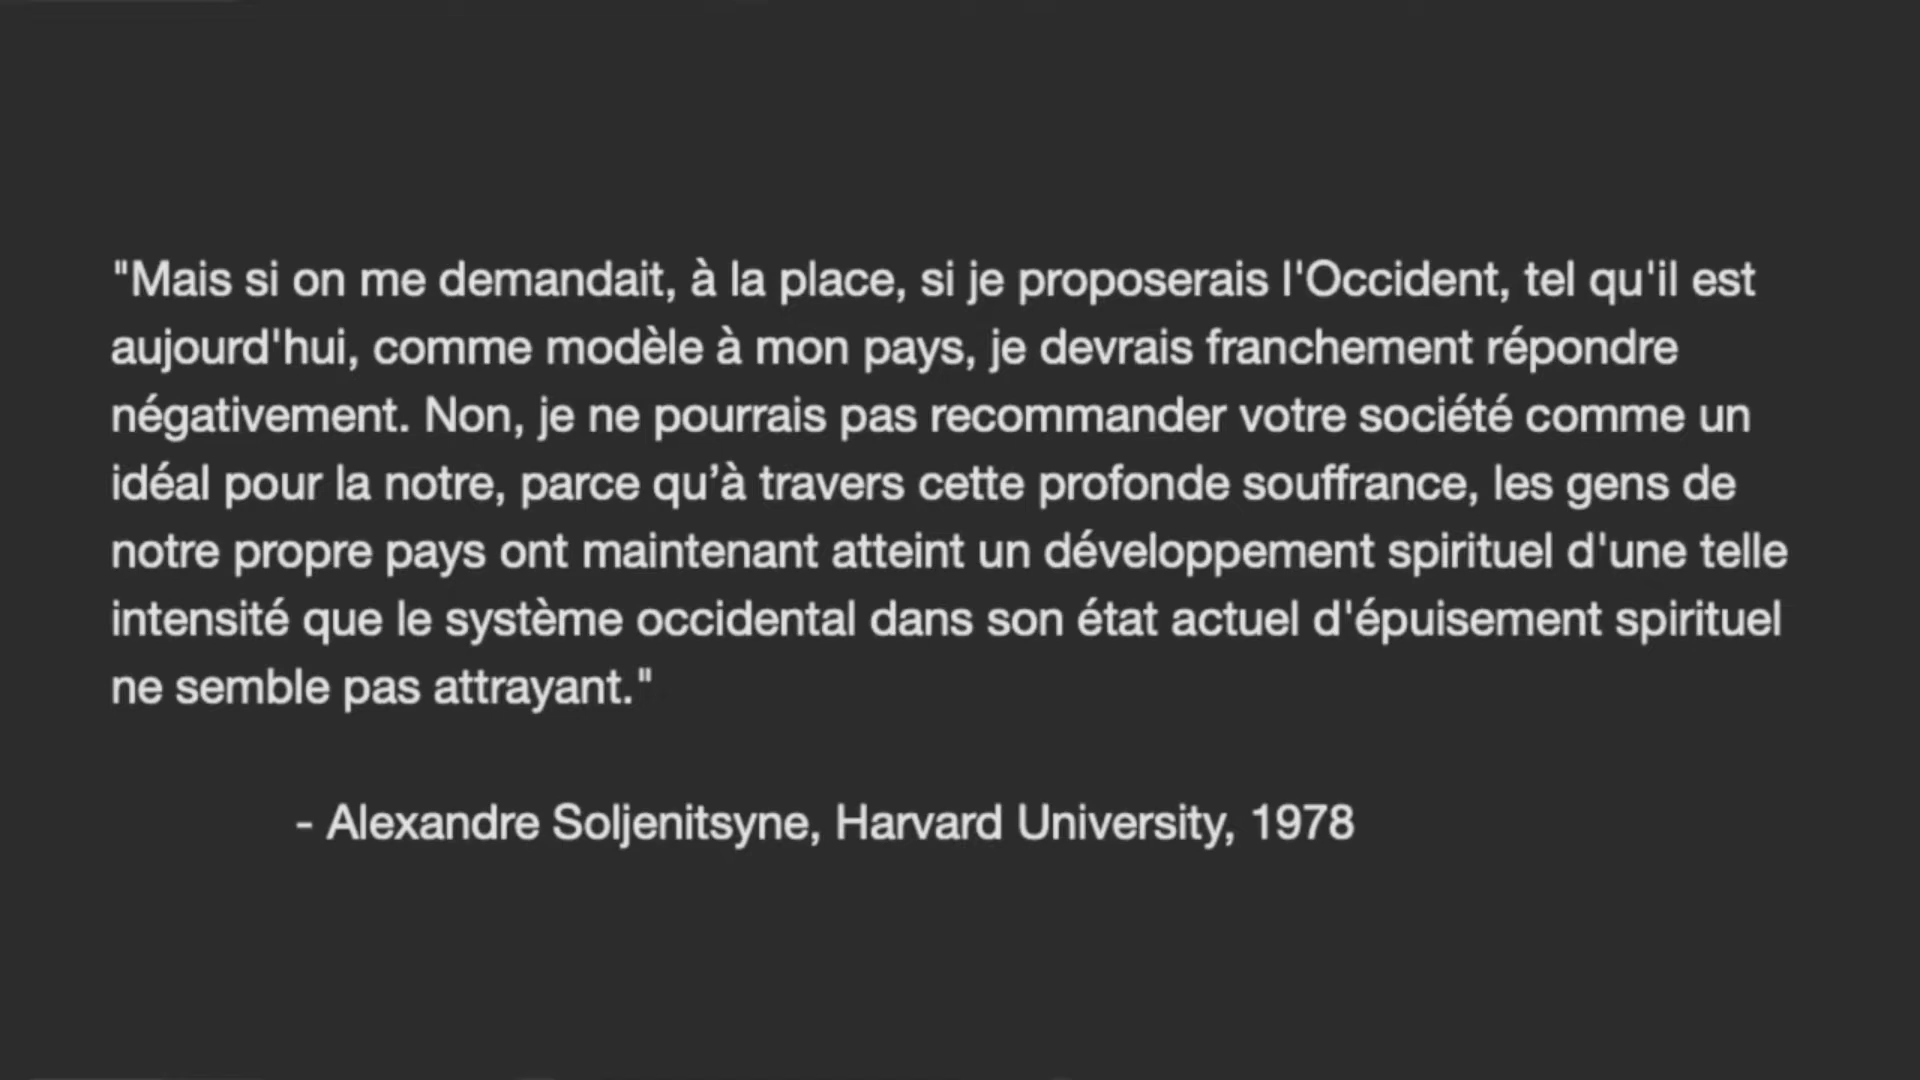 "Mais si on me demandait, à la place, si je proposerais l'Occident, tel qu'il est
aujourd'hui, comme modèle à mon pays, je devrais franchement répondre
négativement. Non, je ne pourrais pas recommander votre société comme un
idéal pour la notre, parce qu’à travers cette profonde souffrance, les gens de
notre propre pays ont maintenant atteint un développement spirituel d'une telle
intensité que le système occidental dans son état actuel d'épuisement spirituel
ne semble pas attrayant."
- Alexandre Soljenitsyne, Harvard University, 1978